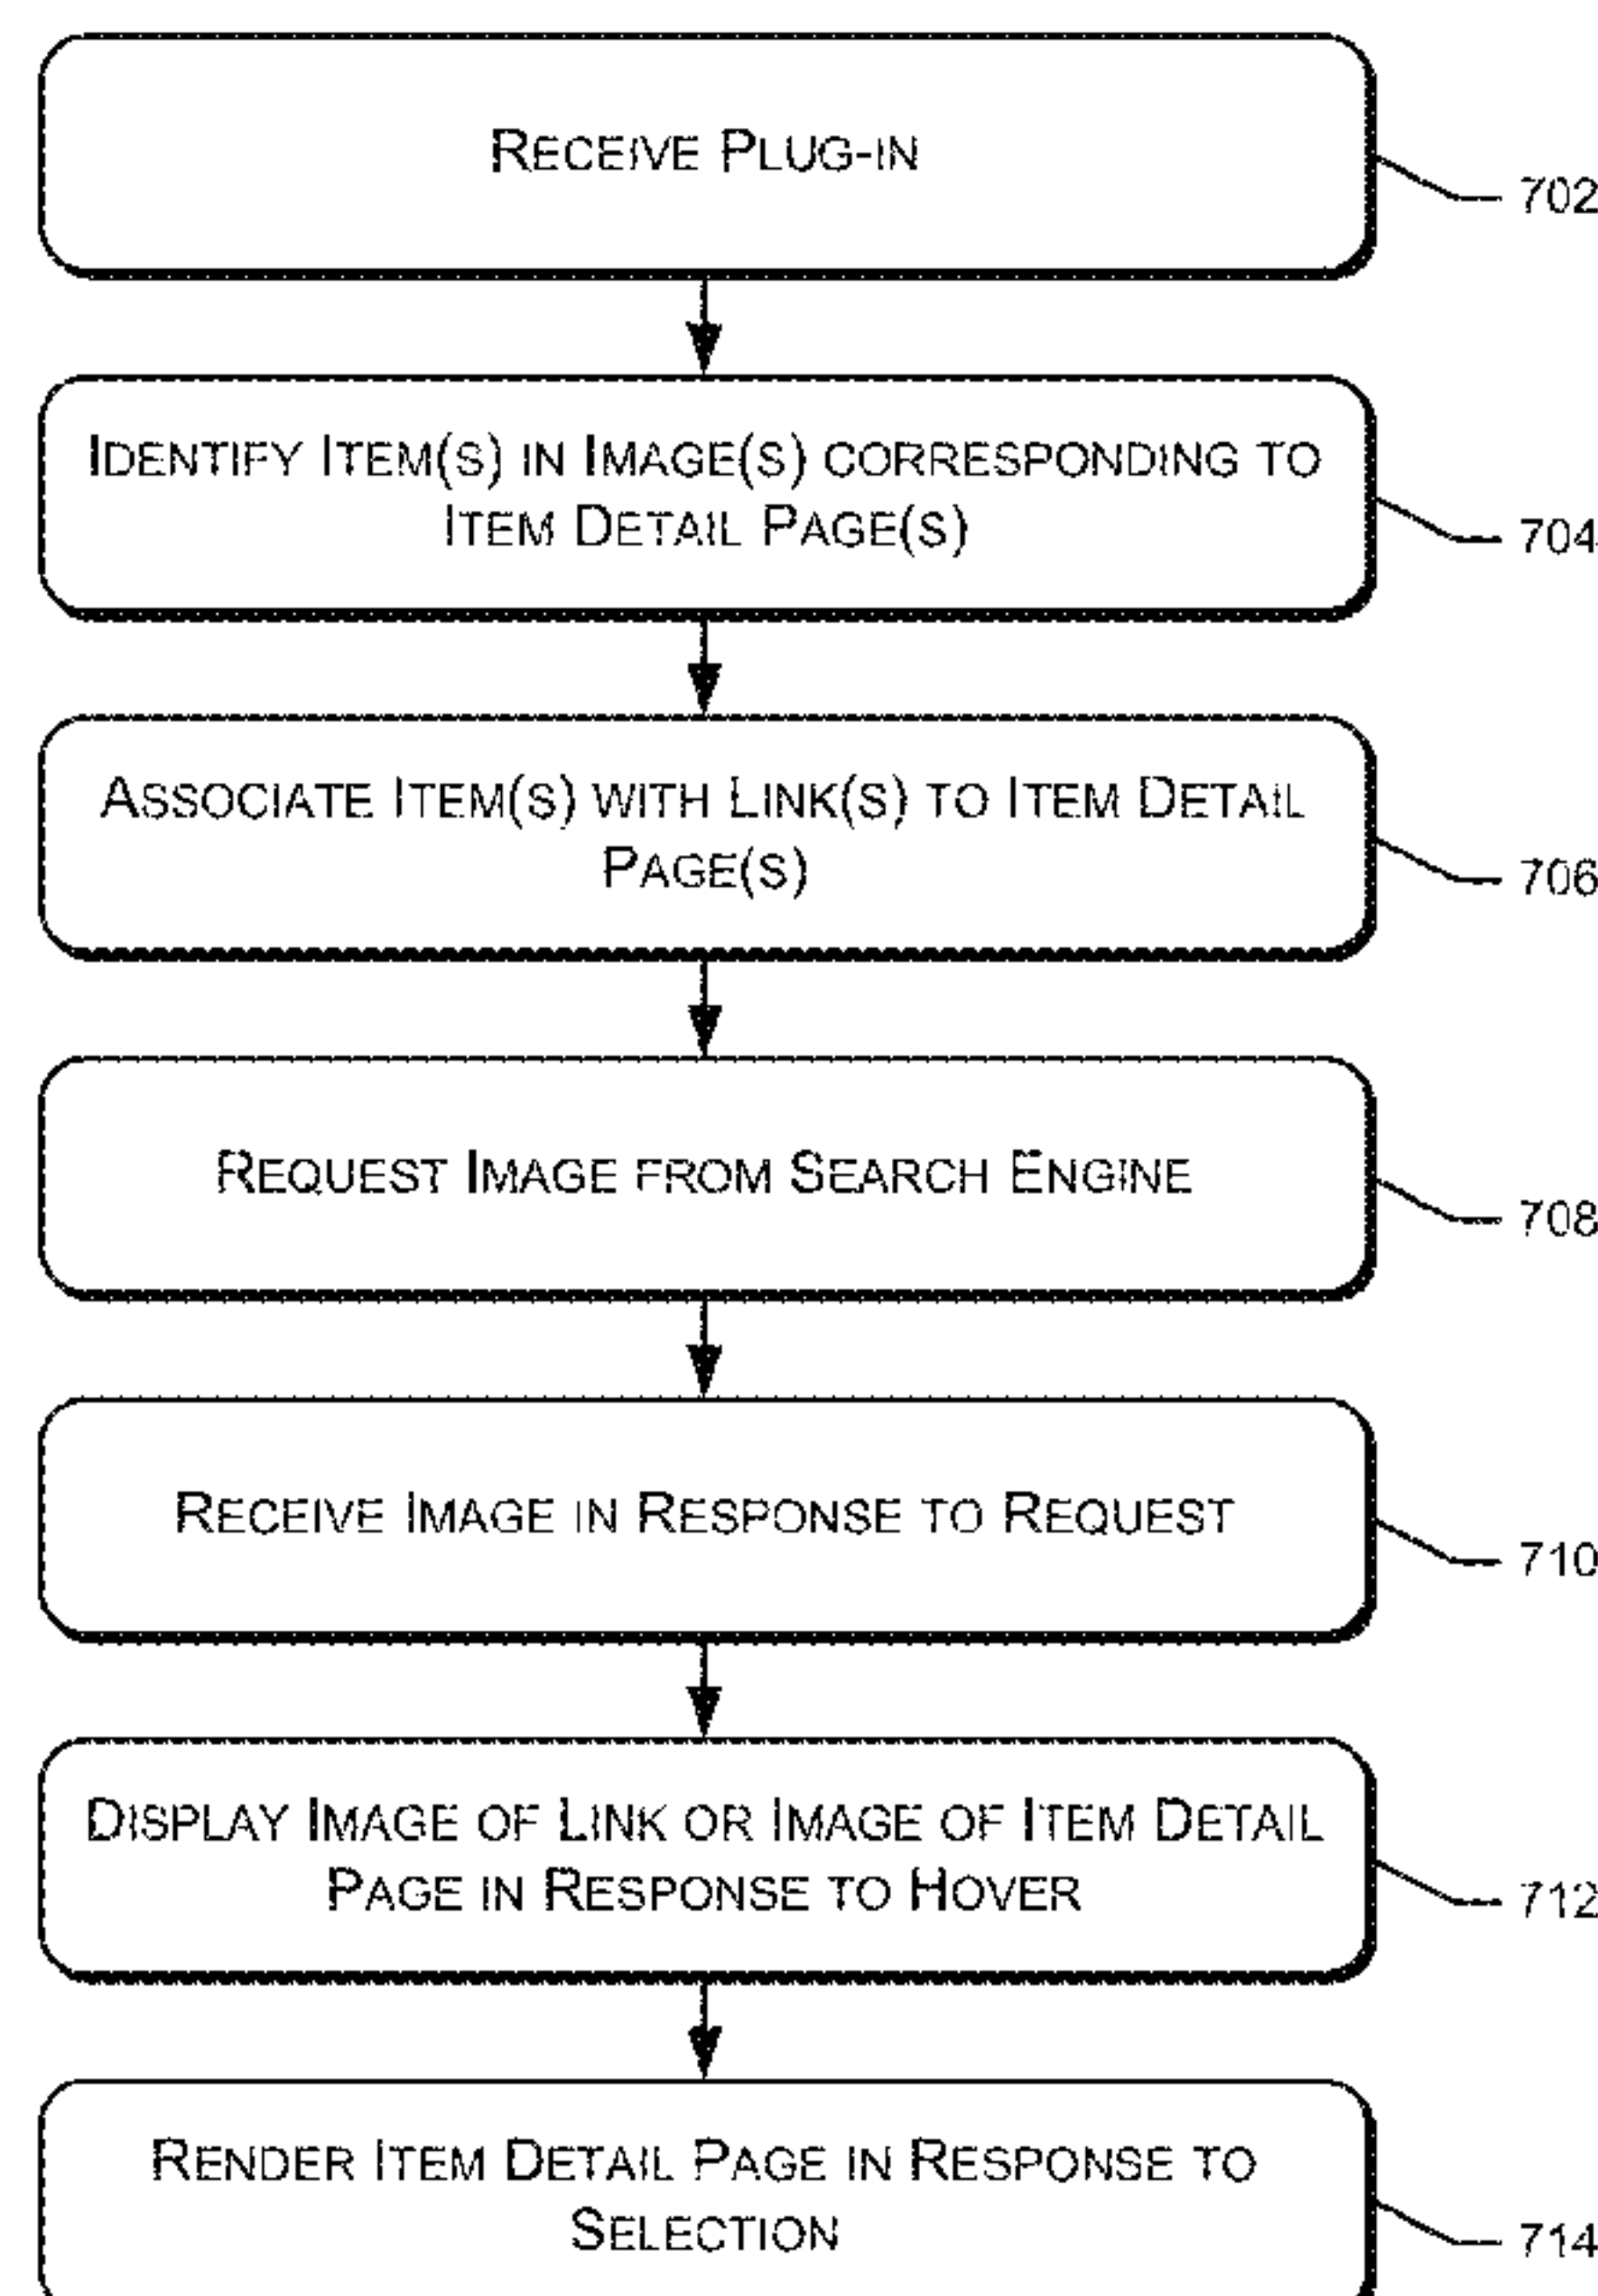 RECEIVE PLUG-IN
702
IDENTIFY ITEM(S) IN IMAGE(S) CORRESPONDING TO
ITEM DETAIL PAGE(S)
704
ASSOCIATE ITEM(S) WITH LINK(S) TO ITEM DETAIL
PAGE(S)
706
REQUEST IMAGE FROM SEARCH ENGINE
708
RECEIVE IMAGE IN RESPONSE TO REQUEST
710
DISPLAY IMAGE OF LINK OR IMAGE OF ITEM DETAIL
PAGE IN RESPONSE TO HOVER
712
RENDER ITEM DETAIL PAGE IN RESPONSE TO
SELECTION
714